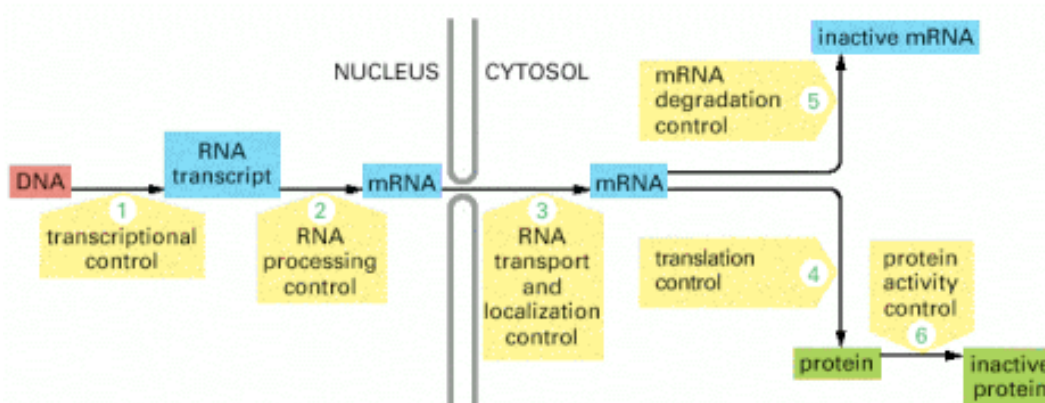 inactive mRNA
NUCLEUS
CYTOSOL
mRNA
degradation
control
5
DNA
RNA
transcript
mRNA
mRNA
1
transcriptional
control
2
RNA
processing
control
3
RNA
transport
and
localization
control
translation
control
4
protein
activity
control
6
protein
inactive
protein